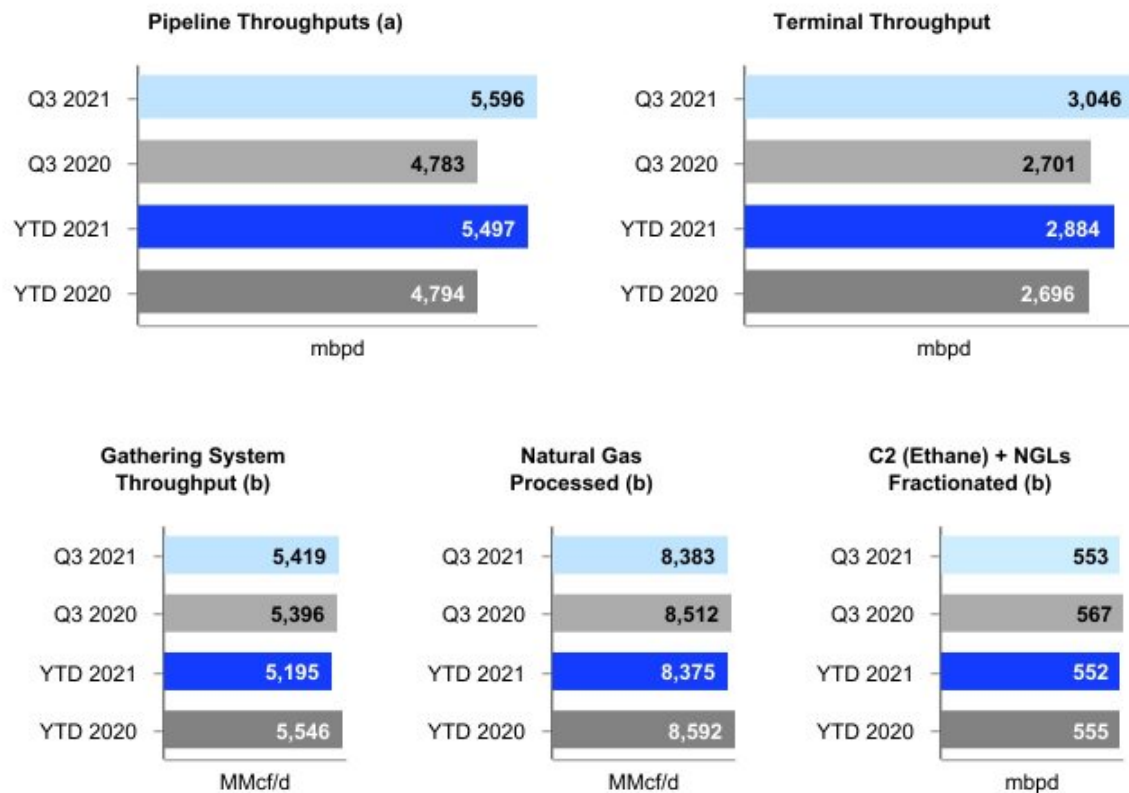 Pipeline Throughputs (a)
Q3 2021 5,596
Q3 2020 4,783
YTD 2021 5,497
YTD 2020 4,794
mbpd
Terminal Throughput
Q3 2021 3,046
Q3 2020 2,701
YTD 2021 2,884
YTD 2020 2,696
mbpd
Gathering System
Throughput (b)
Q3 2021 5,419
Q3 2020 5,396
YTD 2021 5,195
YTD 2020 5,546
MMcf/d
Natural Gas
Processed (b)
Q3 2021 8,383
Q3 2020 8,512
YTD 2021 8,375
YTD 2020 8,592
MMcf/d
C2 (Ethane) + NGLs
Fractionated (b)
Q3 2021 553
Q3 2020 567
YTD 2021 552
YTD 2020 555
mbpd